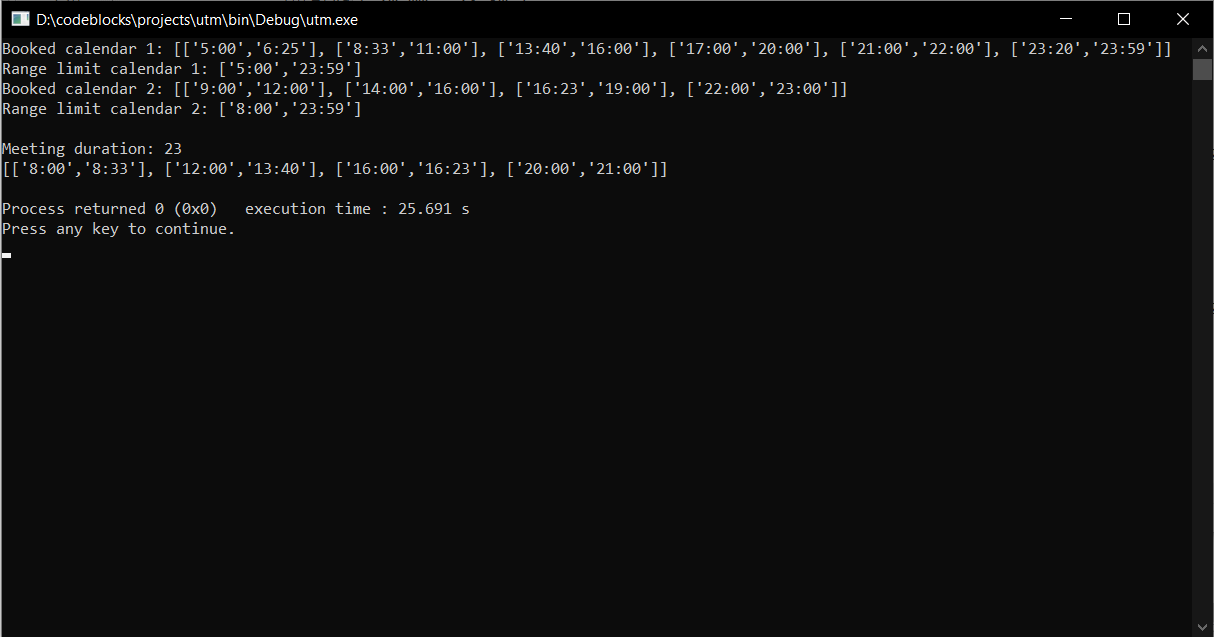 D:\codeblocks\projects\utm\bin\Debug\utm.exe
Booked calendar 1: [['5:00','6:25'], ['8:33','11:00'], ['13:40','16:00'], ['17:00','20:00'], ['21:00','22:00'], ['23:20','23:59']]
Range limit calendar 1: ['5:00','23:59']
Booked calendar 2: [['9:00','12:00'], ['14:00','16:00'], ['16:23','19:00'], ['22:00','23:00']]
Range limit calendar 2: ['8:00','23:59']
Meeting duration: 23
[['8:00','8:33'], ['12:00','13:40'], ['16:00','16:23'], ['20:00','21:00']]
Process returned 0 (0x0)   execution time : 25.691 s
Press any key to continue.